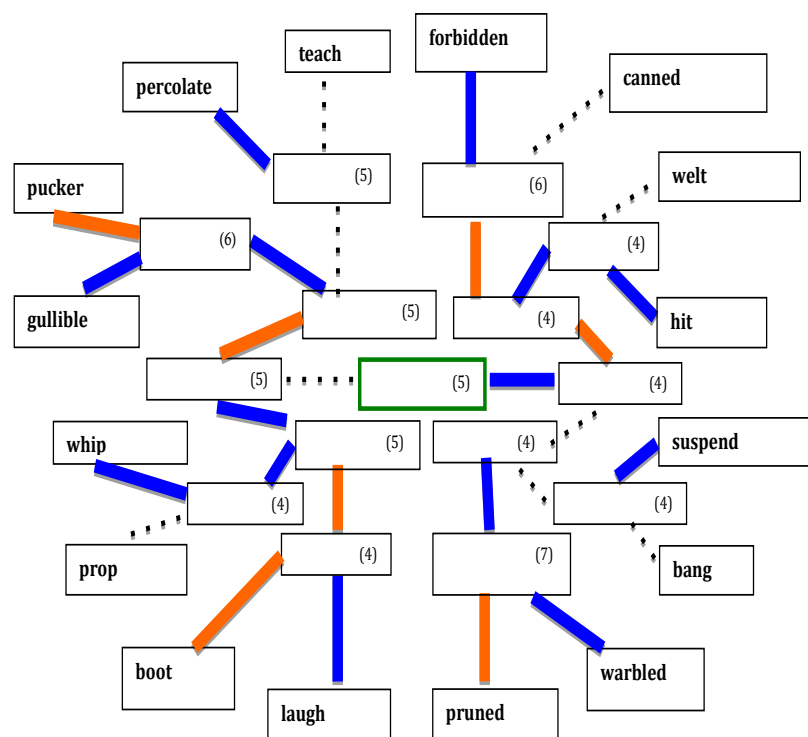 forbidden
teach
canned
percolate
(5)
(6)
welt
pucker
(6)
(4)
gullible
(5)
(4)
hit
(5)
(5)
(4)
whip
(5)
(4)
suspend
(4)
(4)
prop
(4)
(7)
bang
boot
warbled
laugh
pruned